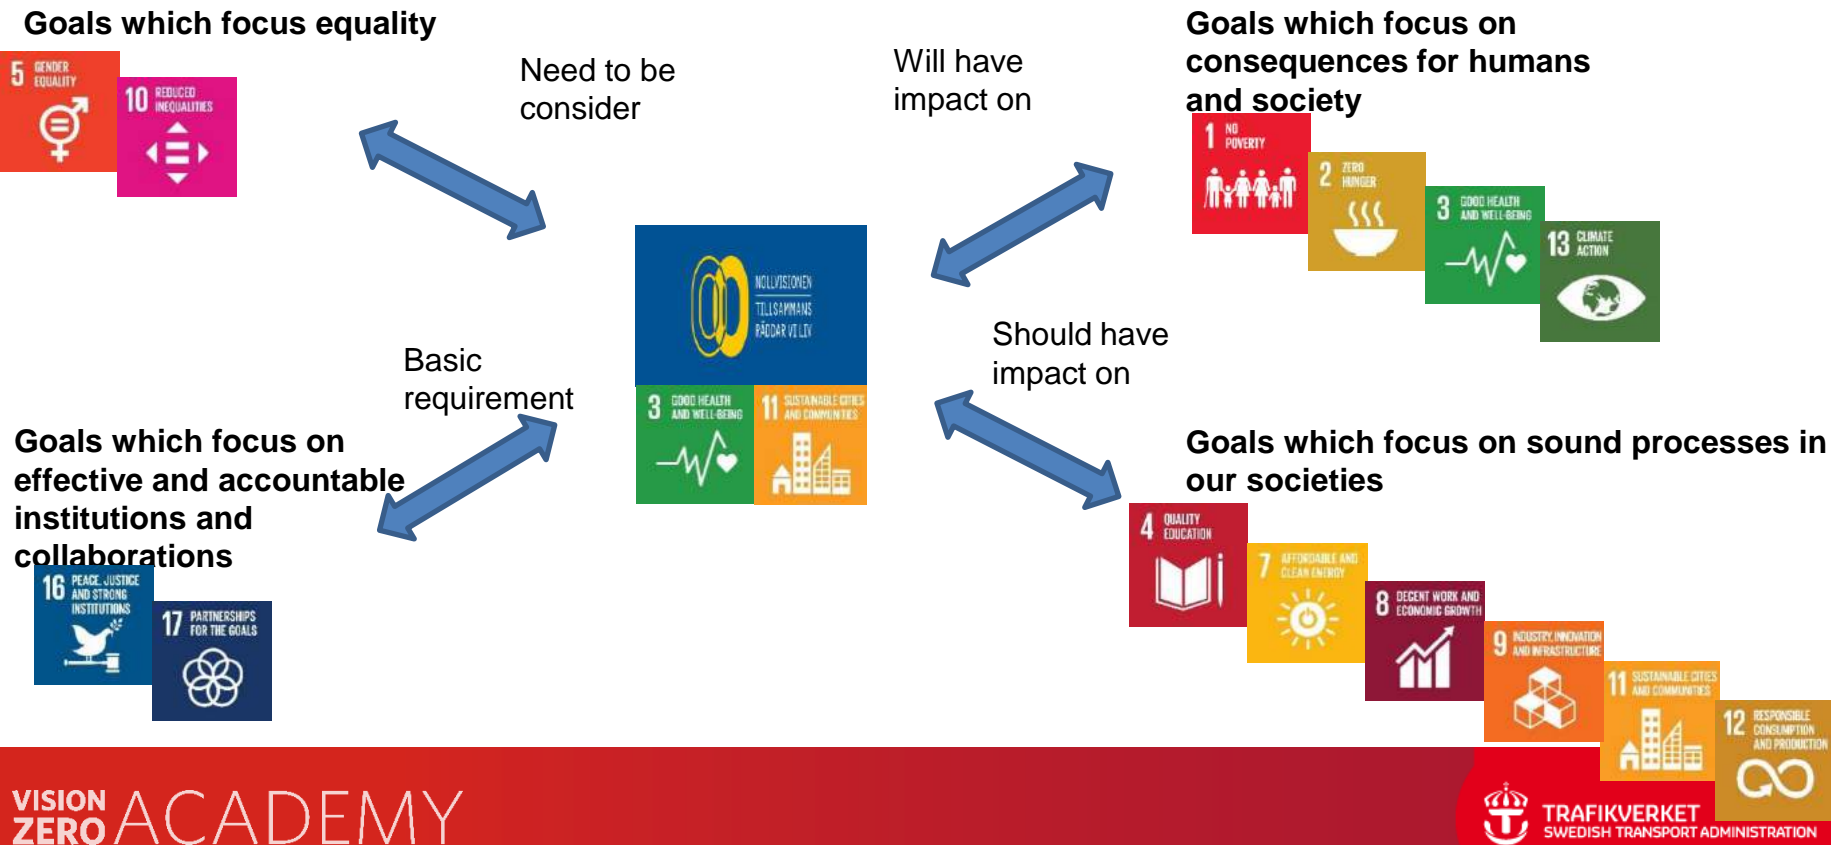 Goals which focus equality
5 GENDER
EQUALITY
10 REDUCED
INEQUALITIES
Need to be
consider
Will have
impact on
Goals which focus on
consequences for humans
and society
1 NO
POVERTY
2 ZERO
HUNGER
3 GOOD HEALTH
AND WELL-BEING
13 CLIMATE
ACTION
NOLLVISIONEN
TILLSAMMANS
RÄDDAR VI LIV
3 GOOD HEALTH
AND WELL-BEING
11 SUSTAINABLE CITIES
AND COMMUNITIES
Basic
requirement
Should have
impact on
Goals which focus on
effective and accountable
institutions and
collaborations
16 PEACE, JUSTICE
AND STRONG
INSTITUTIONS
17 PARTNERSHIPS
FOR THE GOALS
Goals which focus on sound processes in
our societies
4 QUALITY
EDUCATION
7 AFFORDABLE AND
CLEAN ENERGY
8 DECENT WORK AND
ECONOMIC GROWTH
9 INDUSTRY, INNOVATION
AND INFRASTRUCTURE
11 SUSTAINABLE CITIES
AND COMMUNITIES
12 RESPONSIBLE
CONSUMPTION
AND PRODUCTION
VISION
ZERO ACADEMY
TRAFIKVERKET
SWEDISH TRANSPORT ADMINISTRATION